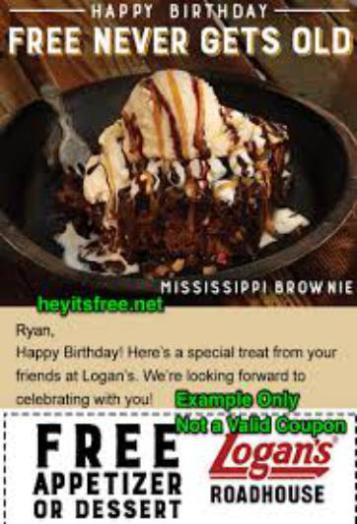 HAPPY BIRTHDAY
FREE NEVER GETS OLD
MISSISSIPPI BROWNIE
heyitsfree.net
Ryan,
Happy Birthday! Here's a special treat from your
friends at Logan's. We're looking forward to
celebrating with you!
Example Only
Not a Valid Coupon
FREE
APPETIZER
OR DESSERT
Logan's
ROADHOUSE